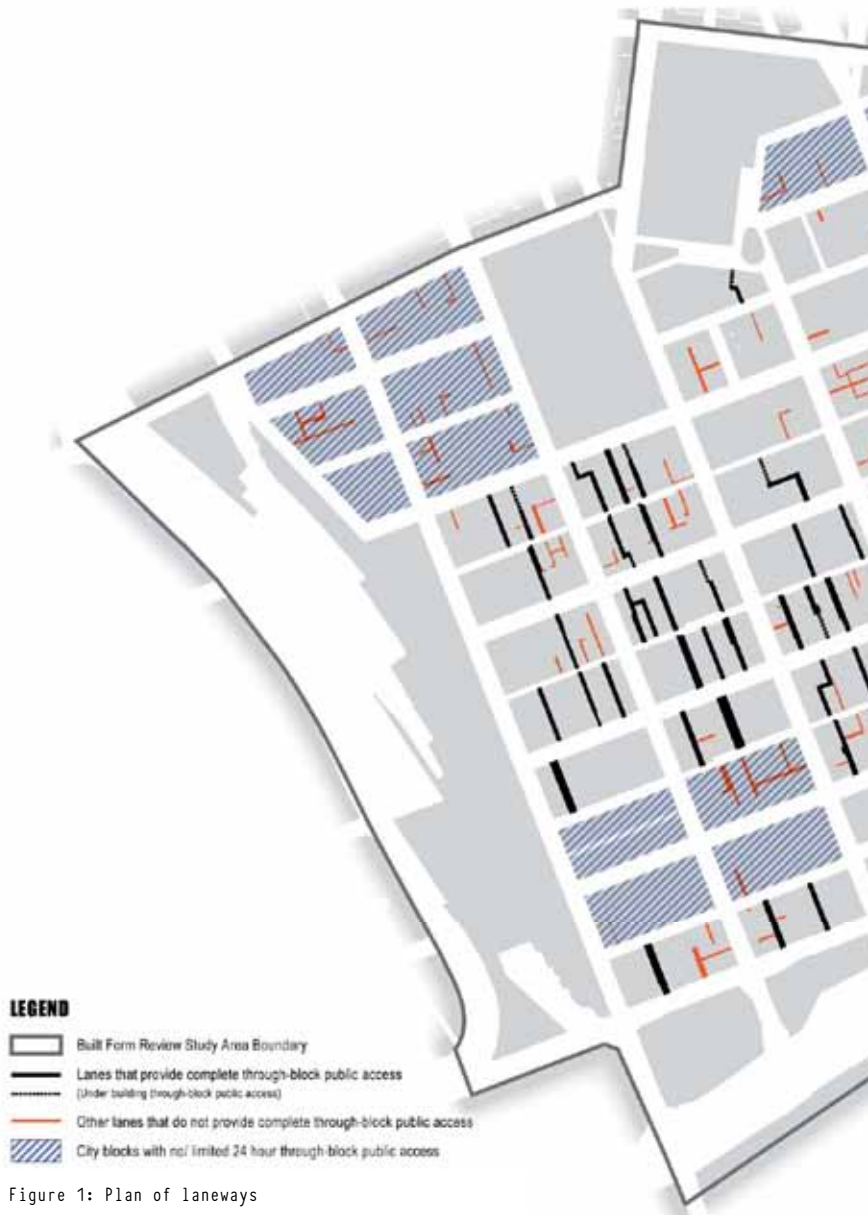 LEGEND
Built Form Review Study Area Boundary
Lanes that provide complete through-block public access
(Under building through-block public access)
Other lanes that do not provide complete through-block public access
City blocks with no/ limited 24 hour through-block public access
Figure 1: Plan of laneways